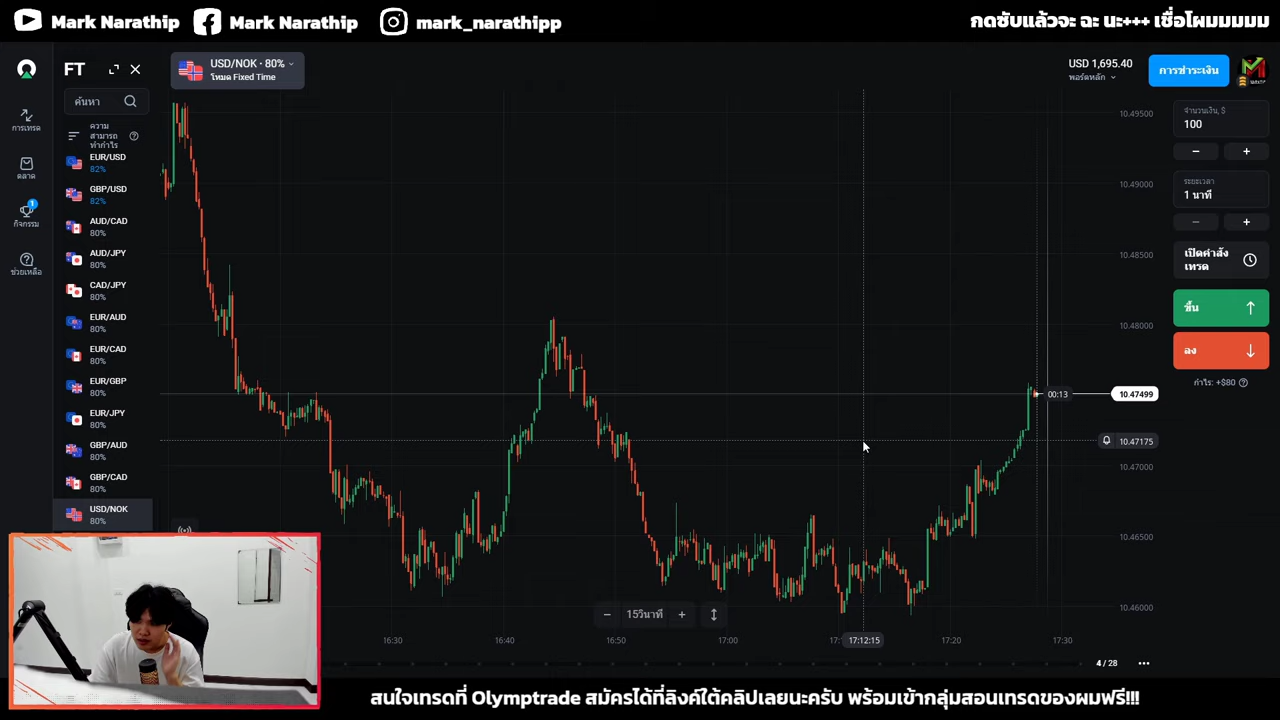 Mark Narathip Mark Narathip mark_narathipp กดซับแล้วจะ ฉะ นะ+++ เชื่อโผมมมมม
FT
USD/NOK · 80%
โหมด Fixed Time
USD 1,695.40
พอร์ตหลัก
การชำระเงิน
ค้นหา
ความ
สามารถ
ทำกำไร
การเทรด
ตลาด
1
กิจกรรม
ช่วยเหลือ
EUR/USD
82%
GBP/USD
82%
AUD/CAD
80%
AUD/JPY
80%
CAD/JPY
80%
EUR/AUD
80%
EUR/CAD
80%
EUR/GBP
80%
EUR/JPY
80%
GBP/AUD
80%
GBP/CAD
80%
USD/NOK
80%
10.49500
10.49000
10.48500
10.48000
00:13
10.47499
10.47175
10.47000
10.46500
10.46000
จำนวนเงิน, $
100
ระยะเวลา
1 นาที
เปิดคำสั่ง
เทรด
ขึ้น
ลง
กำไร: +$80
15วินาที
16:30 16:40 16:50 17:00 17:12:15 17:20 17:30
4 / 28
สนใจเทรดที่ Olymptrade สมัครได้ที่ลิงค์ใต้คลิปเลยนะครับ พร้อมเข้ากลุ่มสอนเทรดของผมฟรี!!!